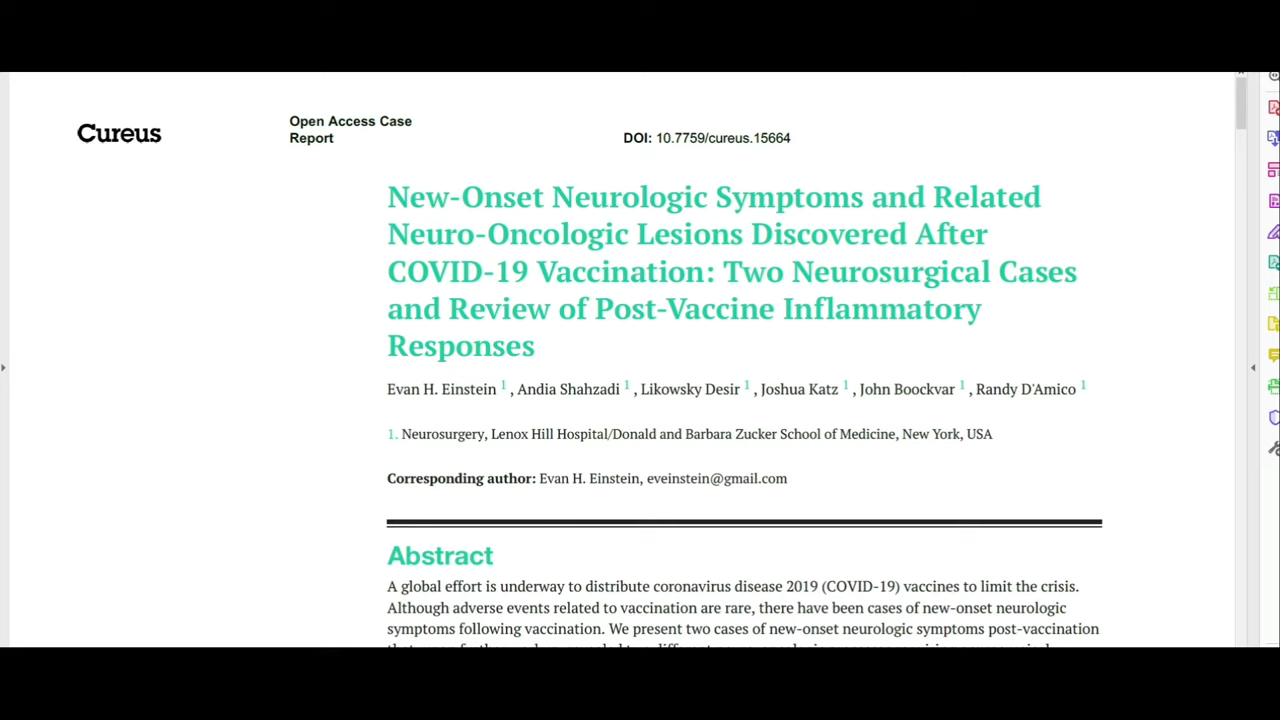 Cureus
Open Access Case
Report
DOI: 10.7759/cureus.15664
New-Onset Neurologic Symptoms and Related
Neuro-Oncologic Lesions Discovered After
COVID-19 Vaccination: Two Neurosurgical Cases
and Review of Post-Vaccine Inflammatory
Responses
Evan H. Einstein 1 , Andia Shahzadi 1 , Likowsky Desir 1 , Joshua Katz 1 , John Boockvar 1 , Randy D'Amico 1
1. Neurosurgery, Lenox Hill Hospital/Donald and Barbara Zucker School of Medicine, New York, USA
Corresponding author: Evan H. Einstein, eveinstein@gmail.com
Abstract
A global effort is underway to distribute coronavirus disease 2019 (COVID-19) vaccines to limit the crisis.
Although adverse events related to vaccination are rare, there have been cases of new-onset neurologic
symptoms following vaccination. We present two cases of new-onset neurologic symptoms post-vaccination